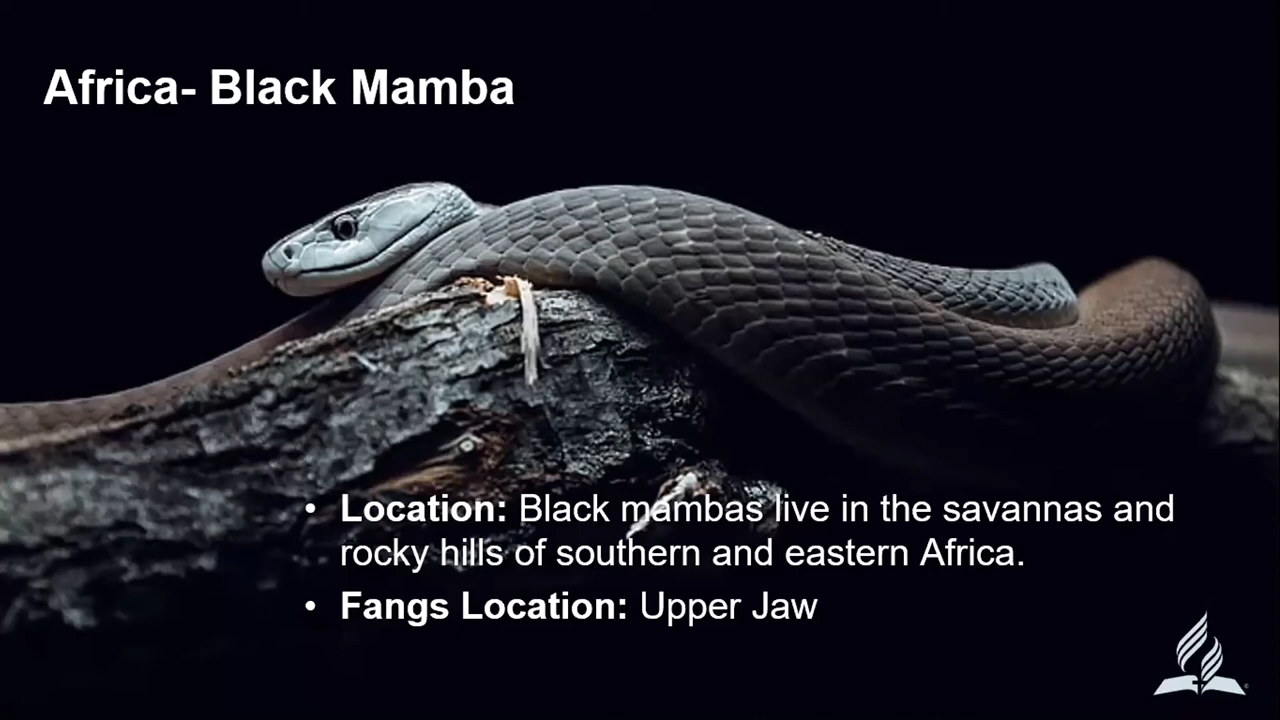 Africa- Black Mamba
• Location: Black mambas live in the savannas and
rocky hills of southern and eastern Africa.
• Fangs Location: Upper Jaw